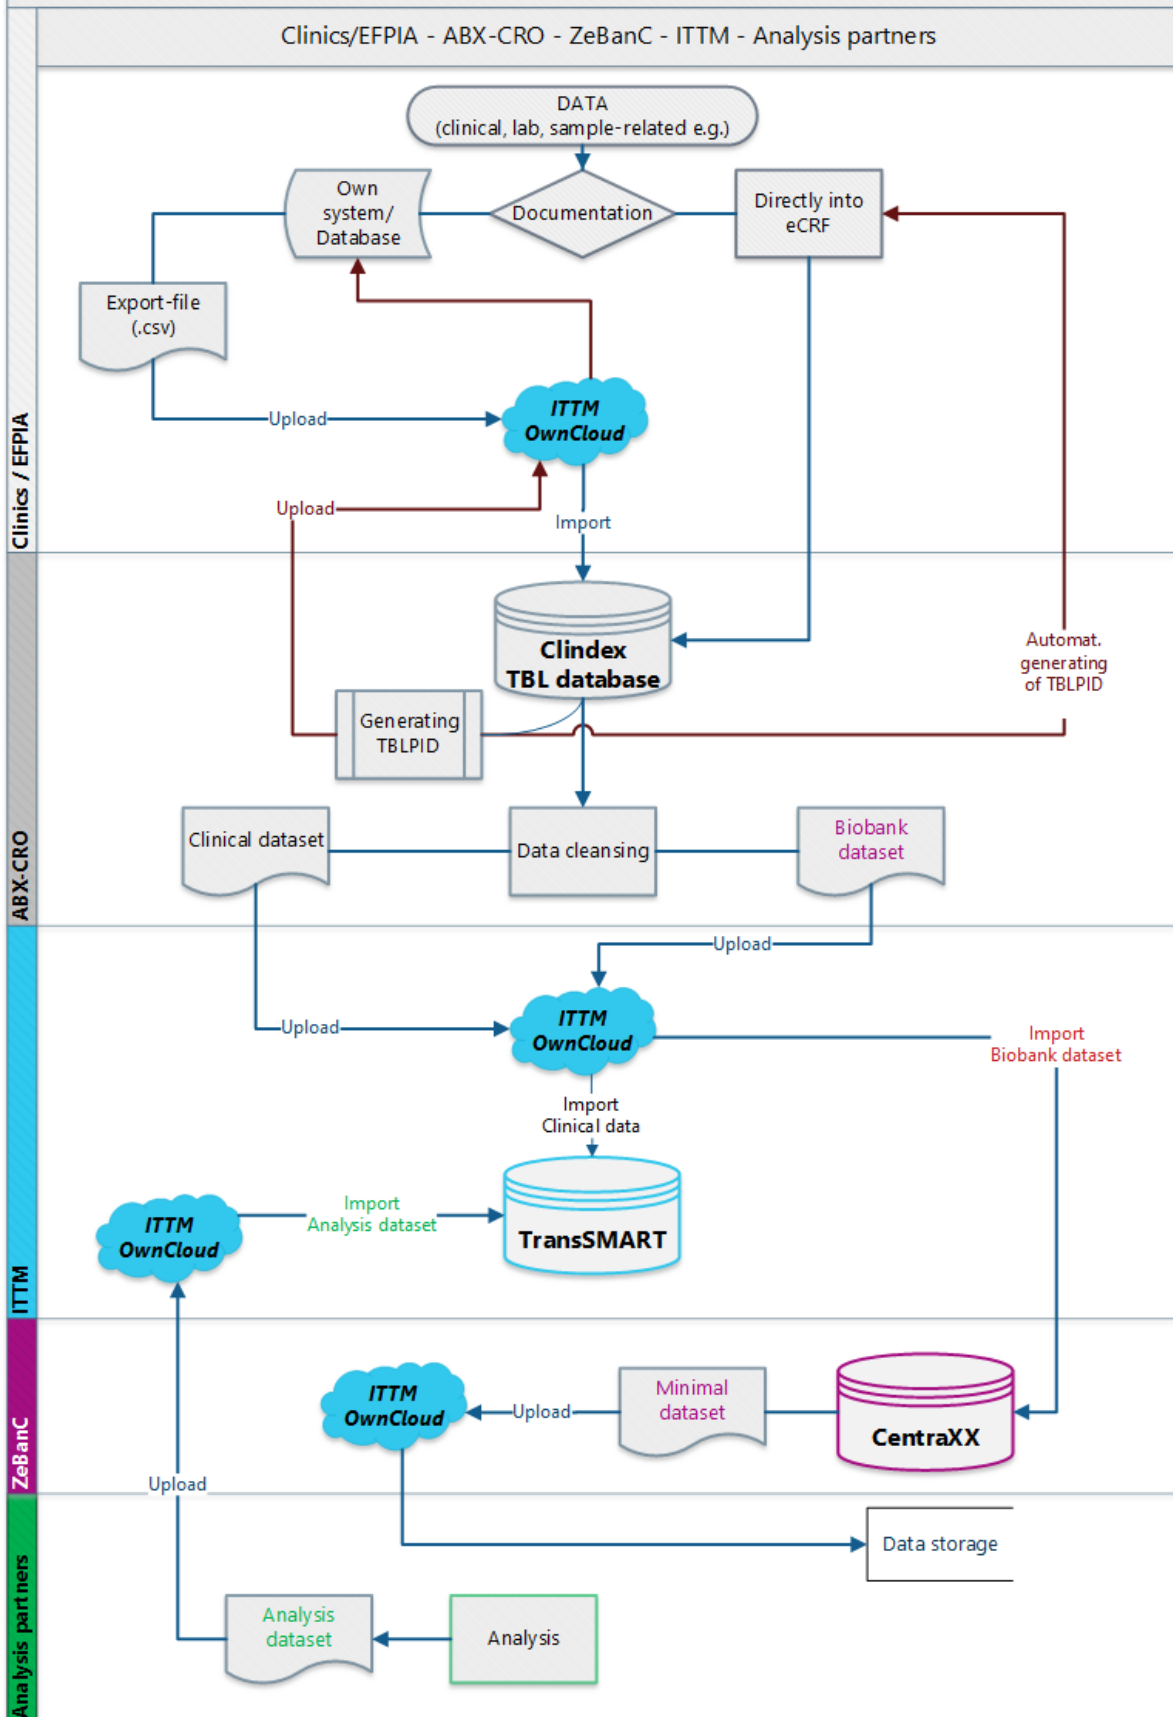 Clinics/EFPIA - ABX-CRO - ZeBanC - ITTM - Analysis partners
Clinics / EFPIA
DATA
(clinical, lab, sample-related e.g.)
Own
system/
Database
Documentation
Directly into
eCRF
Export-file
(.csv)
Upload
ITTM
OwnCloud
Upload
Import
ABX-CRO
Clindex
TBL database
Automat.
generating
of TBLPID
Generating
TBLPID
Clinical dataset
Data cleansing
Biobank
dataset
ITTM
Upload
Upload
ITTM
OwnCloud
Import
Biobank dataset
Import
Clinical data
ITTM
OwnCloud
Import
Analysis dataset
TransSMART
ZeBanC
ITTM
OwnCloud
Upload
Minimal
dataset
CentraXX
Upload
Analysis partners
Data storage
Analysis
dataset
Analysis